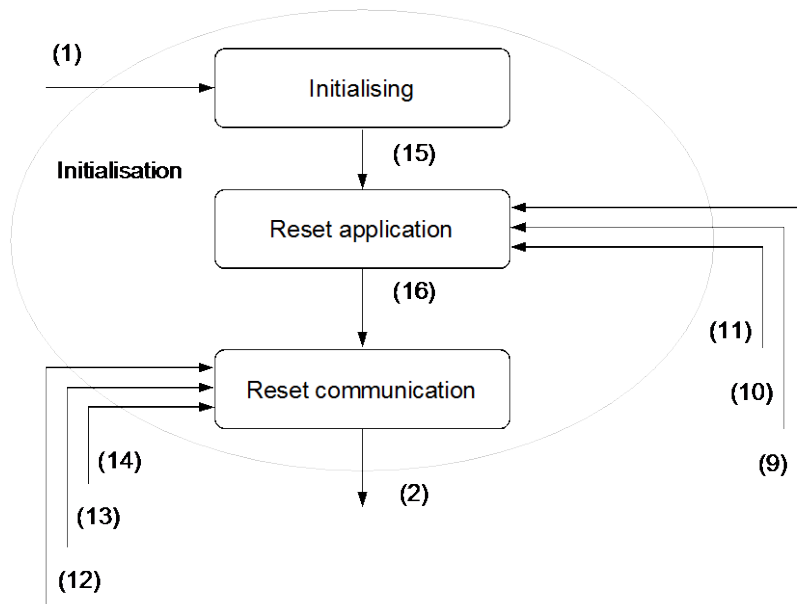 (1)
Initialising
(15)
Initialisation
Reset application
(16)
(11)
Reset communication
(10)
(14)
(9)
(2)
(13)
(12)